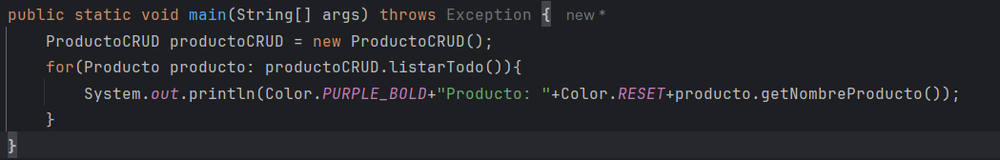 public static void main(String[] args) throws Exception { new *
    ProductoCRUD productoCRUD = new ProductoCRUD();
    for(Producto producto: productoCRUD.listarTodo()){
        System.out.println(Color.PURPLE_BOLD+"Producto: "+Color.RESET+producto.getNombreProducto());
    }
}